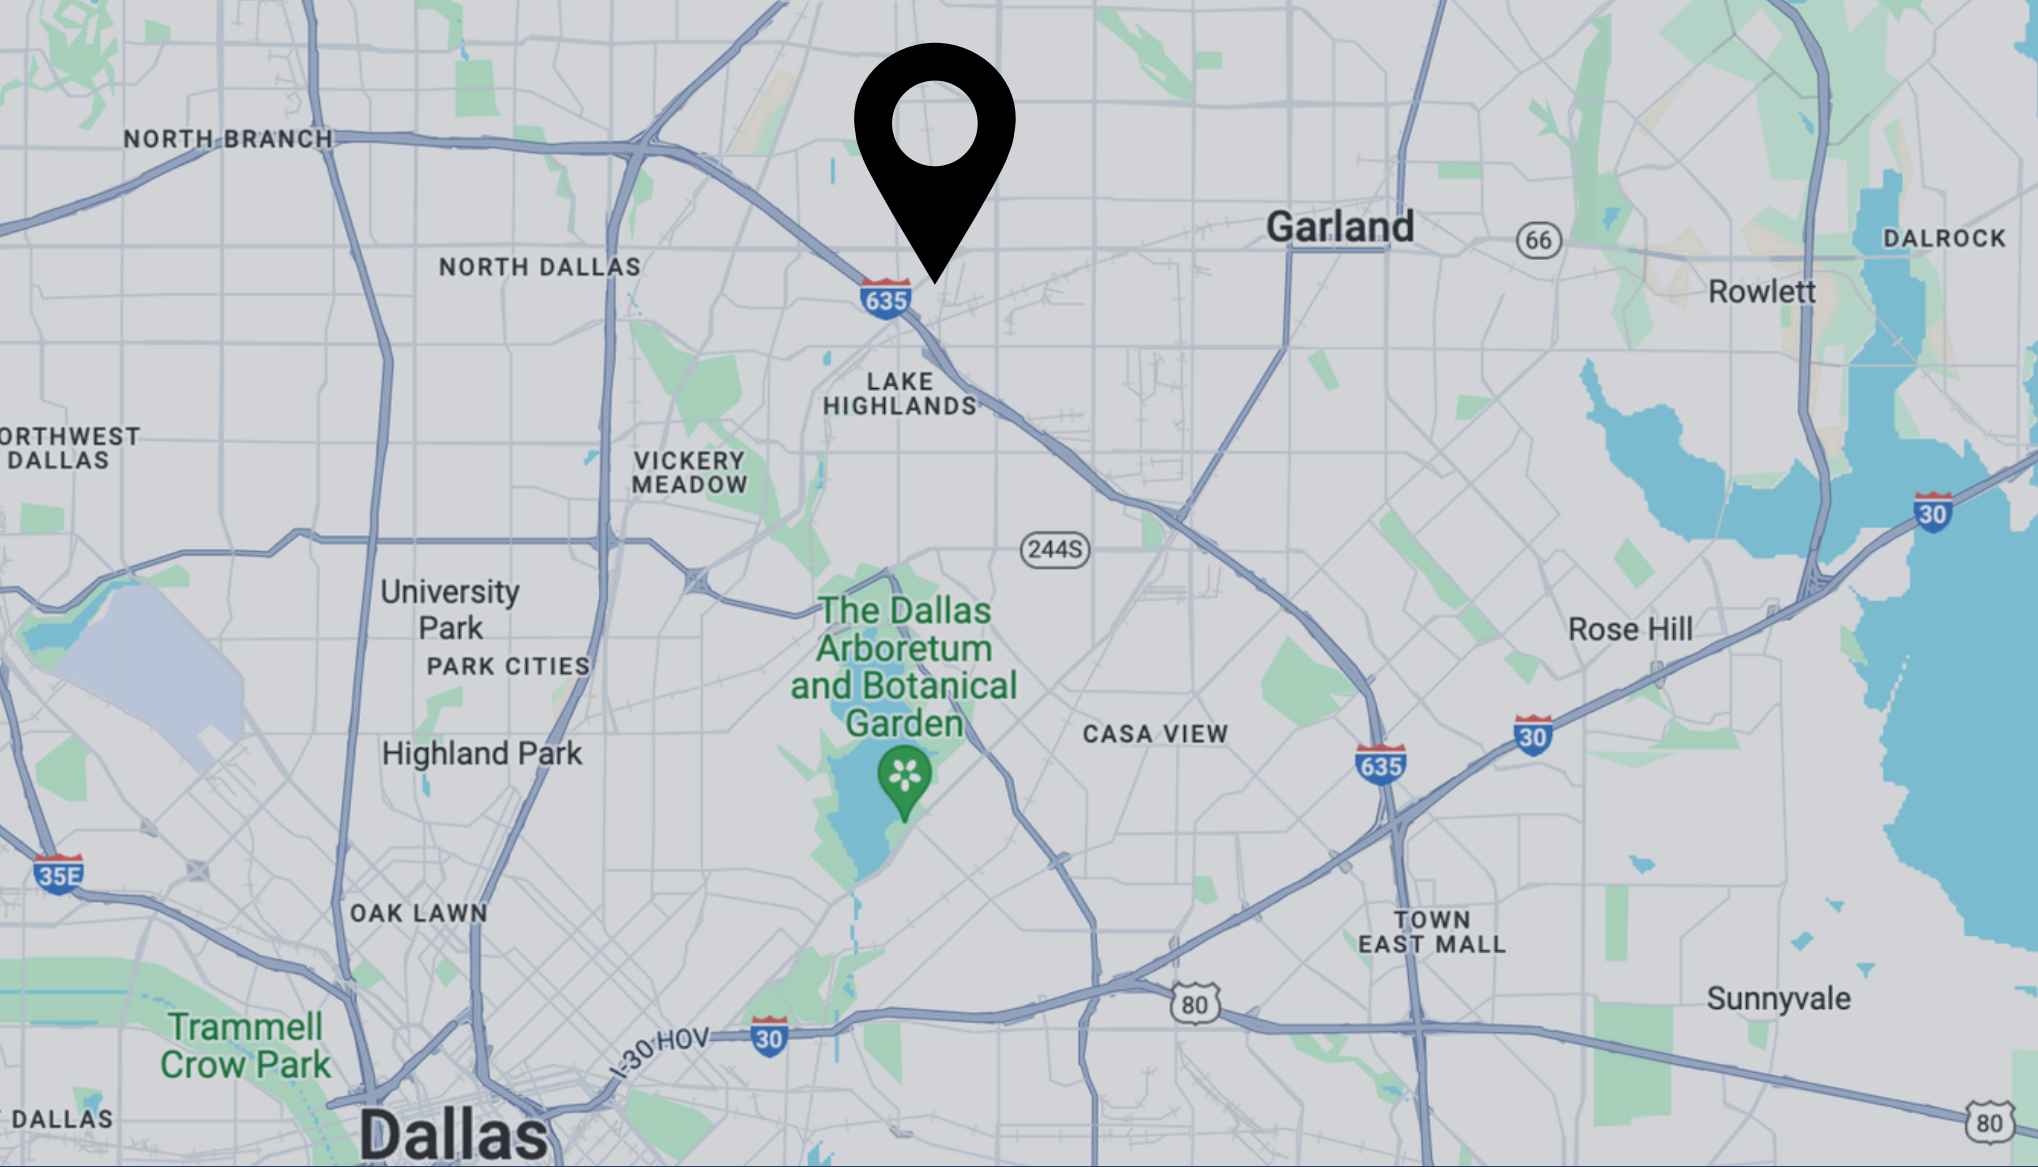 NORTH BRANCH
Garland
66
DALROCK
NORTH DALLAS
635
Rowlett
LAKE
HIGHLANDS
ORTHWEST
DALLAS
VICKERY
MEADOW
30
244S
University
Park
The Dallas
Arboretum
and Botanical
Garden
Rose Hill
PARK CITIES
CASA VIEW
Highland Park
30
635
35E
OAK LAWN
TOWN
EAST MALL
80
Sunnyvale
Trammell
Crow Park
I-30 HOV
30
DALLAS
Dallas
80